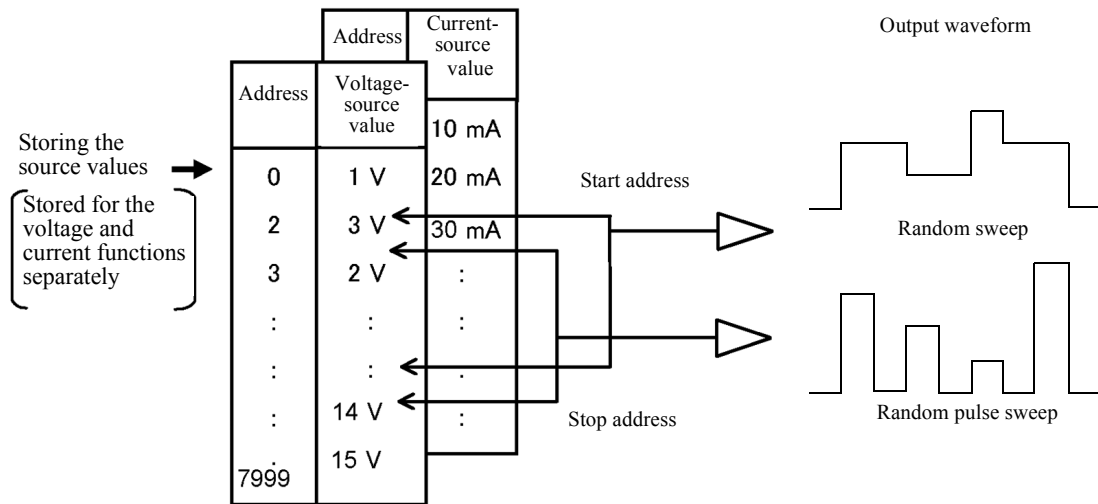 Address
Current-
source
value
Output waveform
Address
Voltage-
source
value
10 mA
Storing the
source values
0 1 V 20 mA
Start address
Stored for the
voltage and
current functions
separately
2 3 V 30 mA
Random sweep
3 2 V :
: : :
: : :
: 14 V :
Stop address
Random pulse sweep
: 15 V
7999